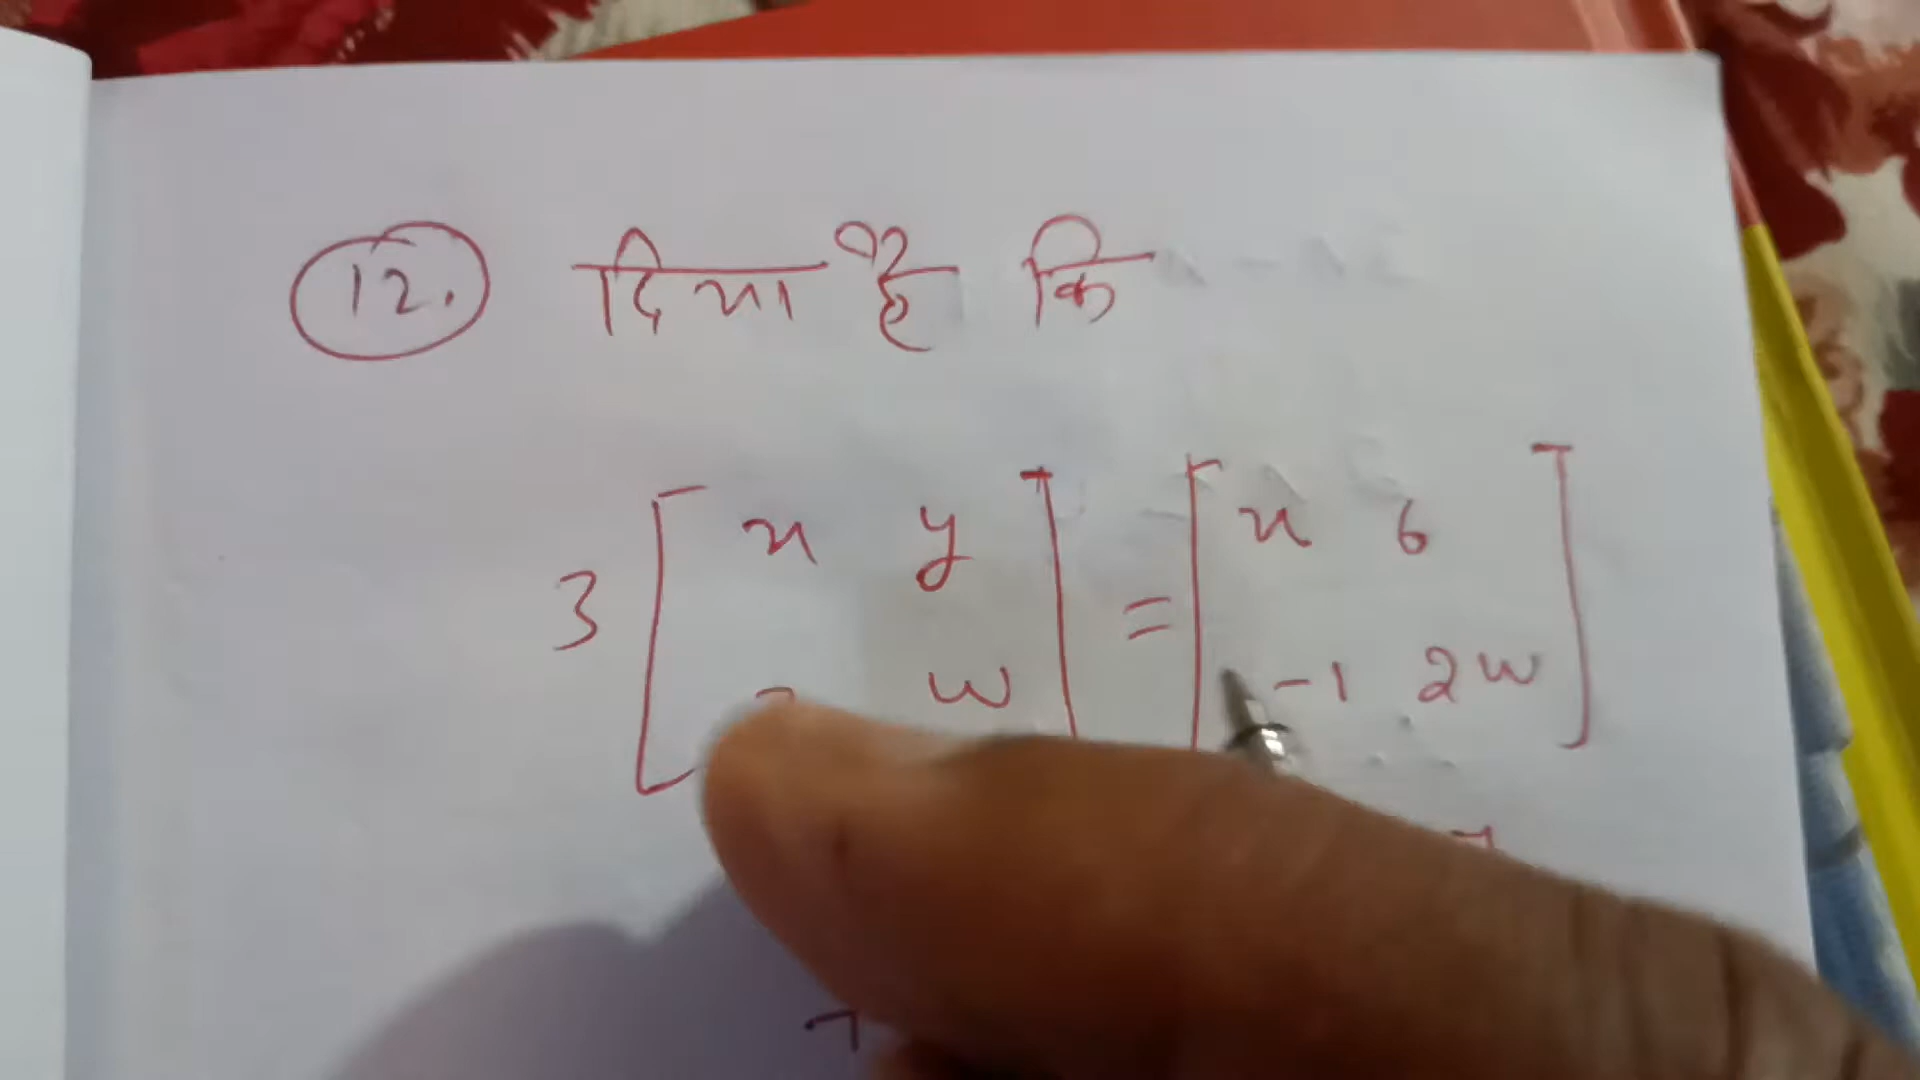 12. दिया है कि
3 [ x y ] = [ x 6 ]
w -1 2w